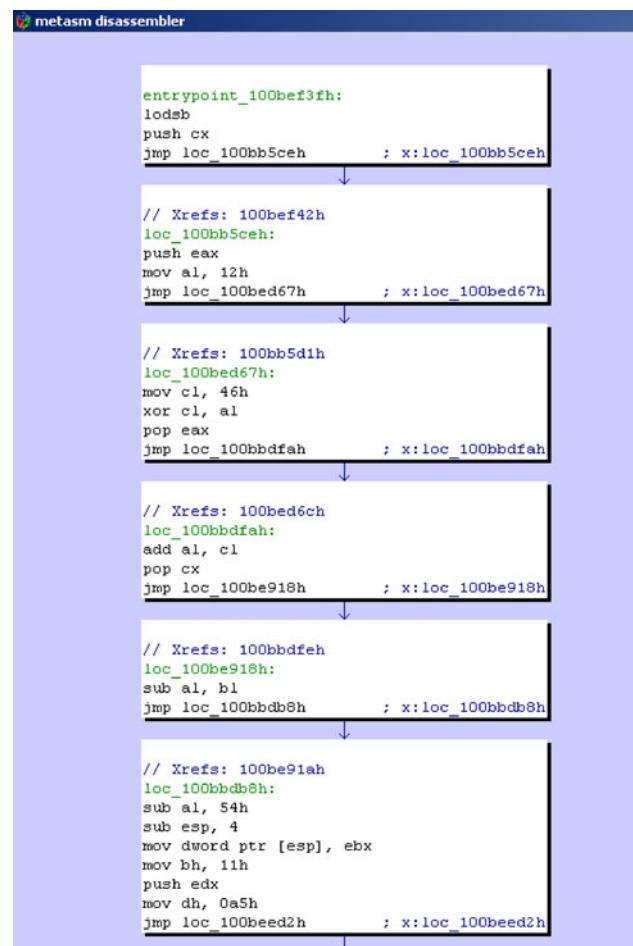 metasm disassembler
entrypoint_100bef3fh:
lodsb
push cx
jmp loc_100bb5ceh ; x:loc_100bb5ceh
// Xrefs: 100bef42h
loc_100bb5ceh:
push eax
mov al, 12h
jmp loc_100bed67h ; x:loc_100bed67h
// Xrefs: 100bb5d1h
loc_100bed67h:
mov cl, 46h
xor cl, al
pop eax
jmp loc_100bbdfah ; x:loc_100bbdfah
// Xrefs: 100bed6ch
loc_100bbdfah:
add al, cl
pop cx
jmp loc_100be918h ; x:loc_100be918h
// Xrefs: 100bbdfeh
loc_100be918h:
sub al, bl
jmp loc_100bbdb8h ; x:loc_100bbdb8h
// Xrefs: 100be91ah
loc_100bbdb8h:
sub al, 54h
sub esp, 4
mov dword ptr [esp], ebx
mov bh, 11h
push edx
mov dh, 0a5h
jmp loc_100beed2h ; x:loc_100beed2h